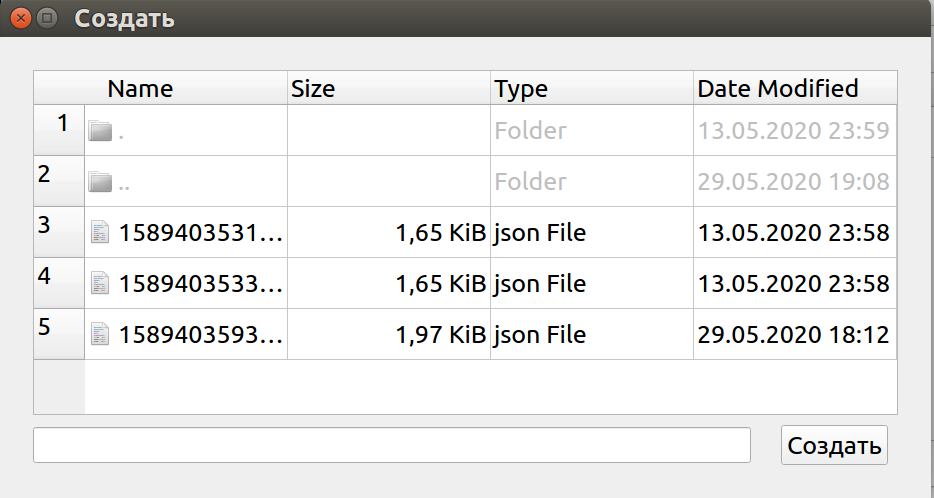 Создать
Name Size Type Date Modified
1 . Folder 13.05.2020 23:59
2 .. Folder 29.05.2020 19:08
3 1589403531... 1,65 KiB json File 13.05.2020 23:58
4 1589403533... 1,65 KiB json File 13.05.2020 23:58
5 1589403593... 1,97 KiB json File 29.05.2020 18:12
Создать